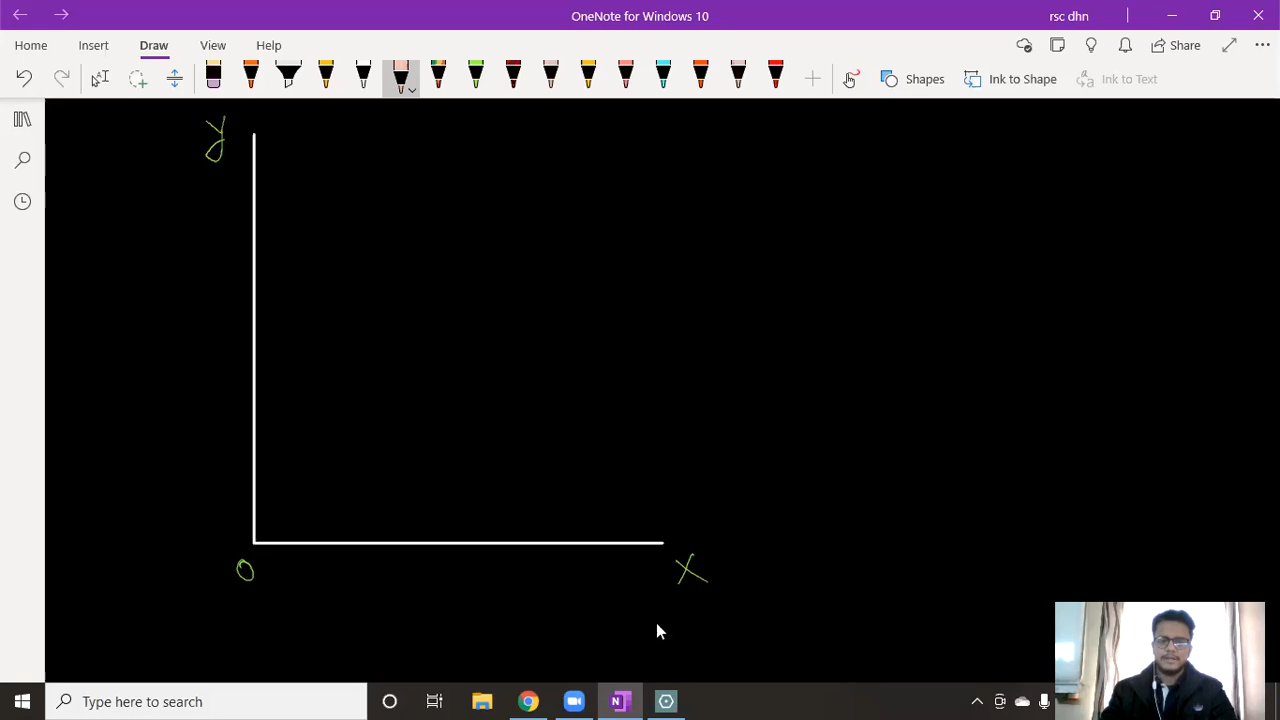 OneNote for Windows 10
rsc dhn
Home Insert Draw View Help
Share
Shapes
Ink to Shape
Ink to Text
y
O
X
Type here to search